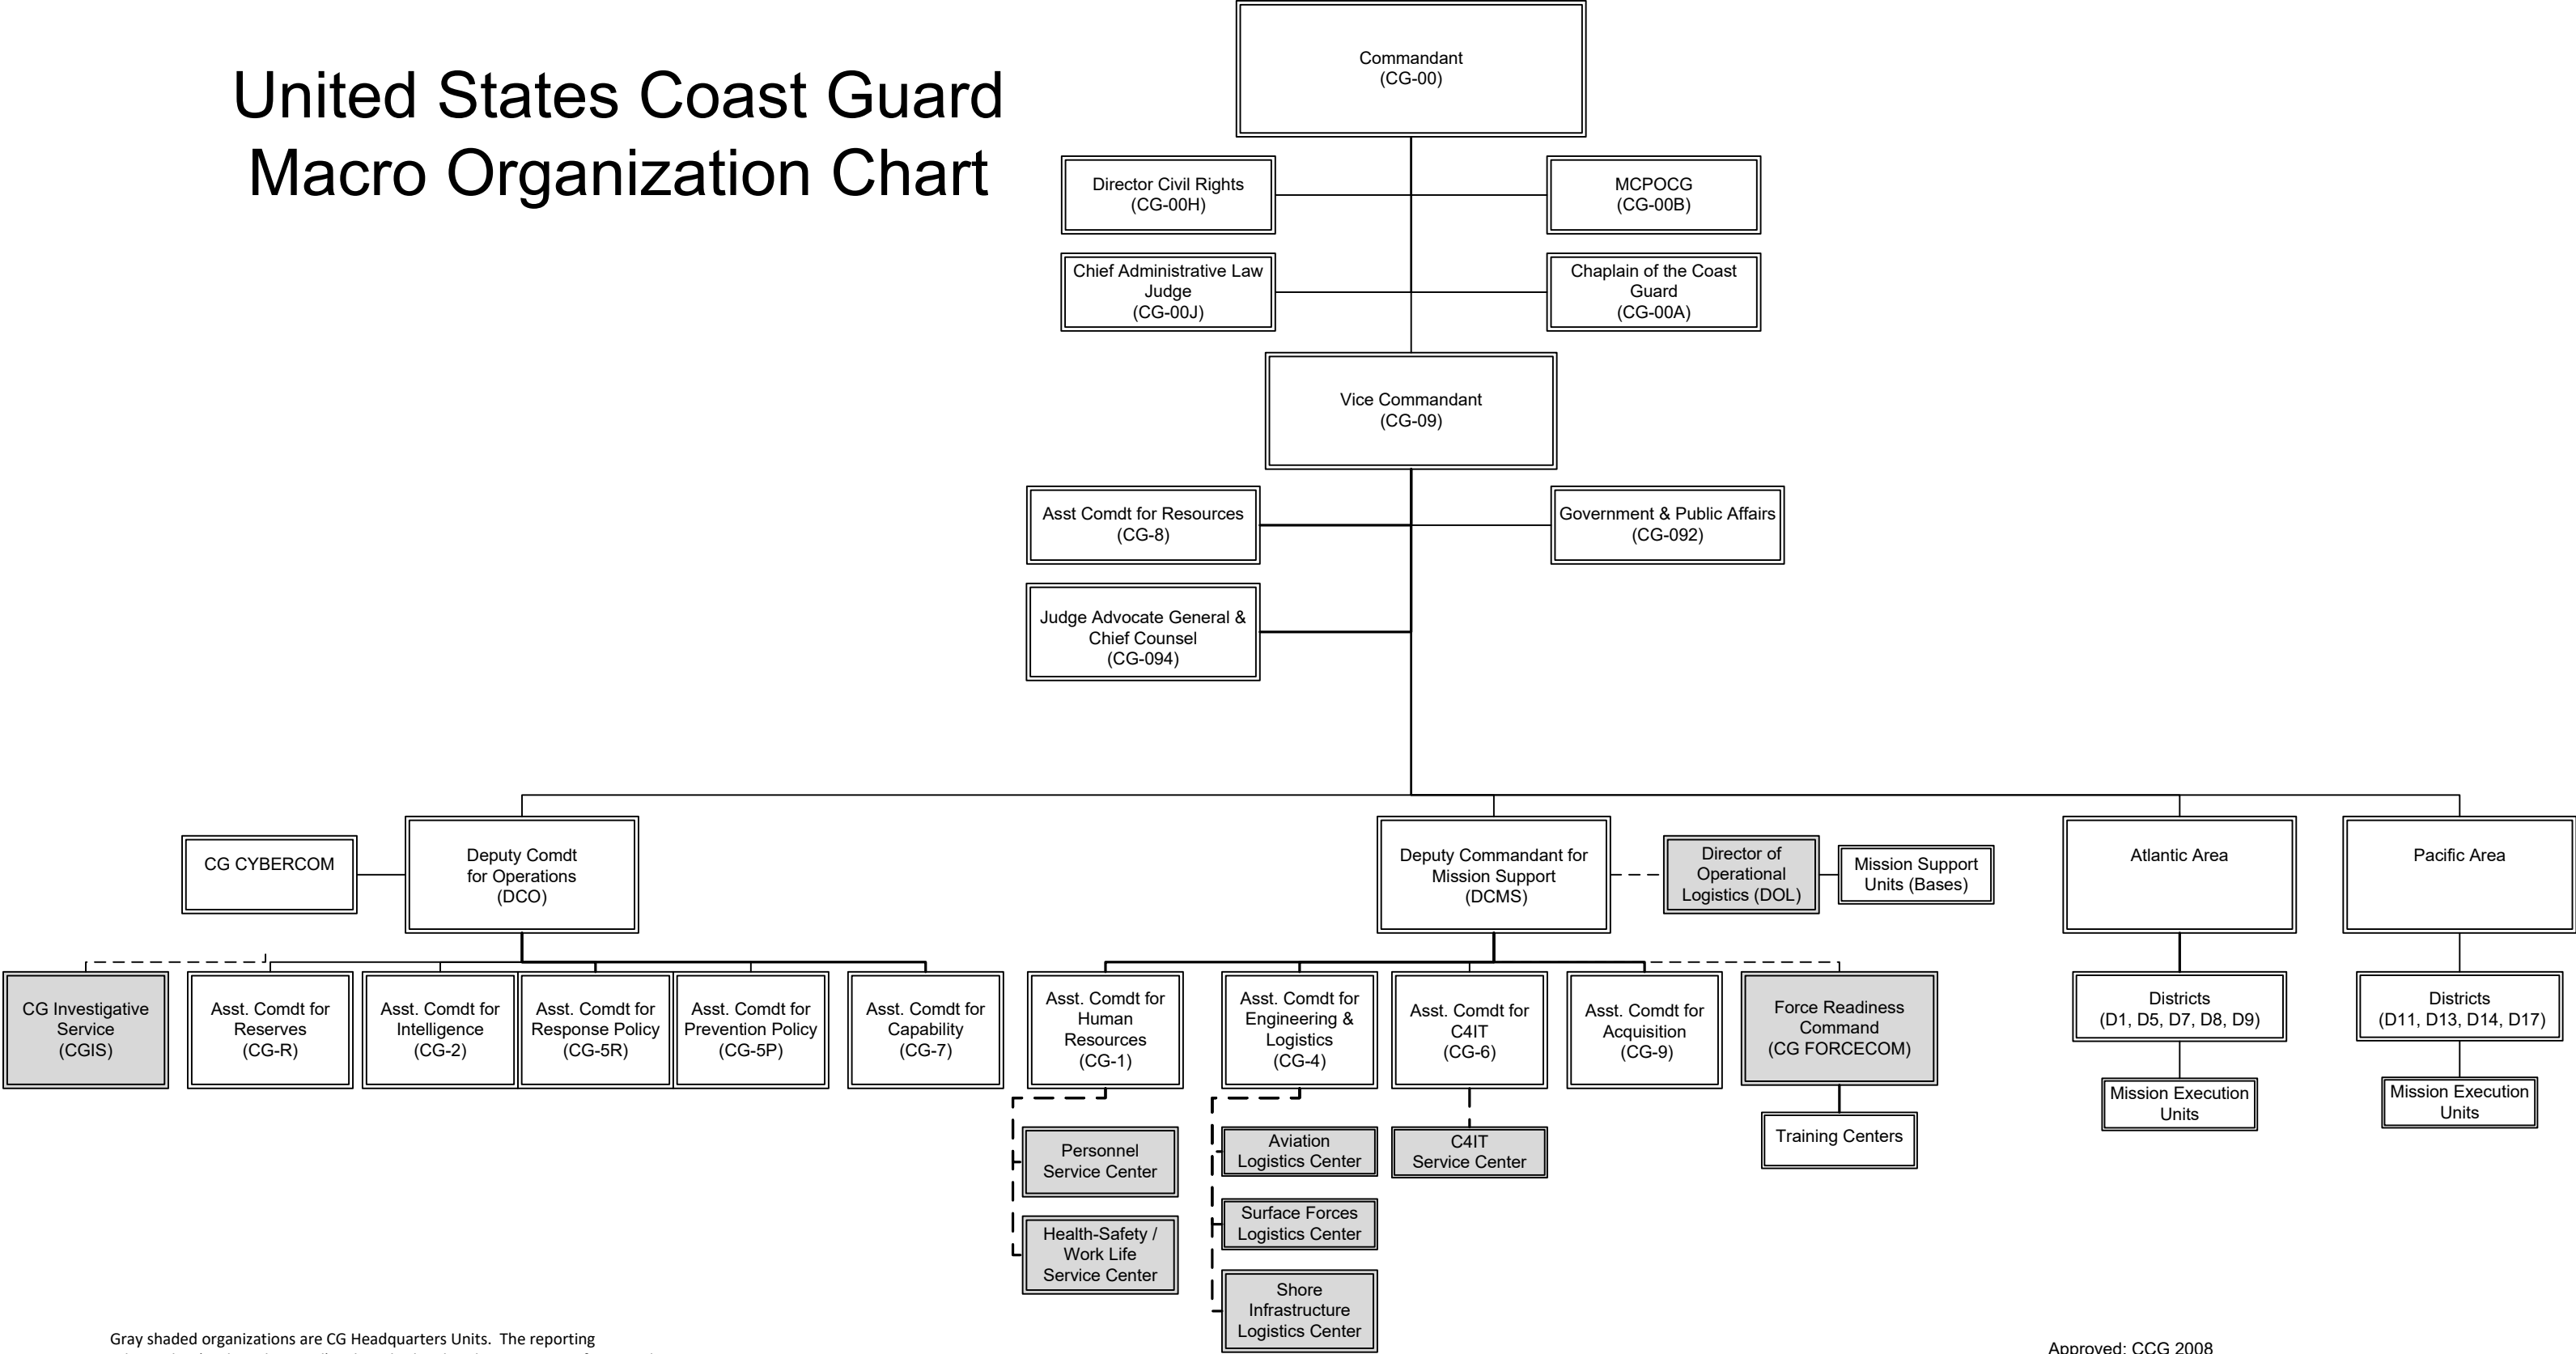 United States Coast Guard
Macro Organization Chart
Commandant
(CG-00)
Director Civil Rights
(CG-00H)
MCPOCG
(CG-00B)
Chief Administrative Law
Judge
(CG-00J)
Chaplain of the Coast
Guard
(CG-00A)
Vice Commandant
(CG-09)
Asst Comdt for Resources
(CG-8)
Government & Public Affairs
(CG-092)
Judge Advocate General &
Chief Counsel
(CG-094)
CG CYBERCOM
Deputy Comdt
for Operations
(DCO)
Deputy Commandant for
Mission Support
(DCMS)
Director of
Operational
Logistics (DOL)
Mission Support
Units (Bases)
Atlantic Area
Pacific Area
CG Investigative
Service
(CGIS)
Asst. Comdt for
Reserves
(CG-R)
Asst. Comdt for
Intelligence
(CG-2)
Asst. Comdt for
Response Policy
(CG-5R)
Asst. Comdt for
Prevention Policy
(CG-5P)
Asst. Comdt for
Capability
(CG-7)
Asst. Comdt for
Human
Resources
(CG-1)
Asst. Comdt for
Engineering &
Logistics
(CG-4)
Asst. Comdt for
C4IT
(CG-6)
Asst. Comdt for
Acquisition
(CG-9)
Force Readiness
Command
(CG FORCECOM)
Districts
(D1, D5, D7, D8, D9)
Districts
(D11, D13, D14, D17)
Mission Execution
Units
Mission Execution
Units
Training Centers
Personnel
Service Center
Health-Safety /
Work Life
Service Center
Aviation
Logistics Center
Surface Forces
Logistics Center
Shore
Infrastructure
Logistics Center
C4IT
Service Center
Gray shaded organizations are CG Headquarters Units. The reporting
Approved: CCG 2008